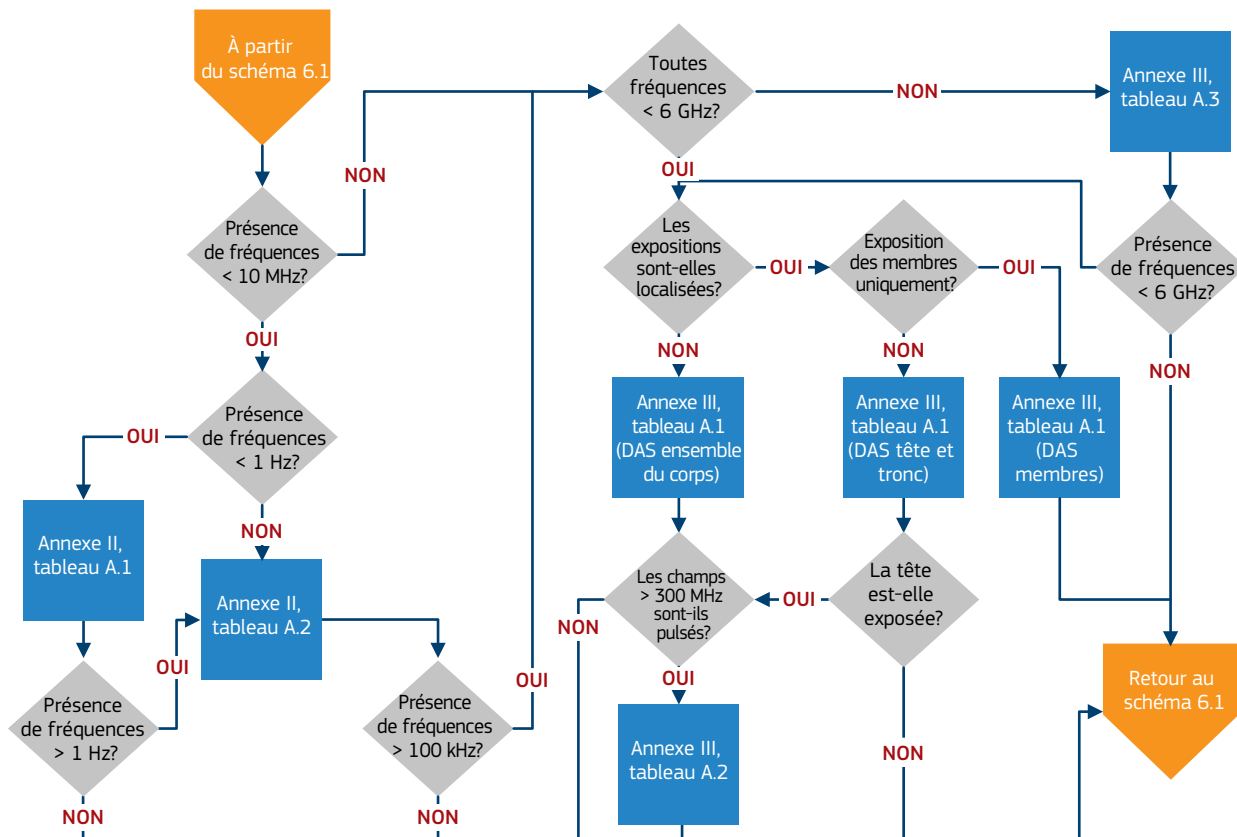 À partir
du schéma 6.1
Toutes
fréquences
< 6 GHz?
NON
Annexe III,
tableau A.3
NON
OUI
Présence
de fréquences
< 10 MHz?
Les
expositions
sont-elles
localisées?
OUI
Exposition
des membres
uniquement?
OUI
Présence
de fréquences
< 6 GHz?
OUI
NON
NON
NON
Présence
de fréquences
< 1 Hz?
OUI
Annexe III,
tableau A.1
(DAS ensemble
du corps)
Annexe III,
tableau A.1
(DAS tête et
tronc)
Annexe III,
tableau A.1
(DAS
membres)
NON
Annexe II,
tableau A.1
Annexe II,
tableau A.2
Les champs
> 300 MHz
sont-ils
pulsés?
OUI
La tête
est-elle
exposée?
NON
OUI
OUI
OUI
Présence
de fréquences
> 1 Hz?
Présence
de fréquences
> 100 kHz?
Retour au
schéma 6.1
Annexe III,
tableau A.2
NON
NON
NON